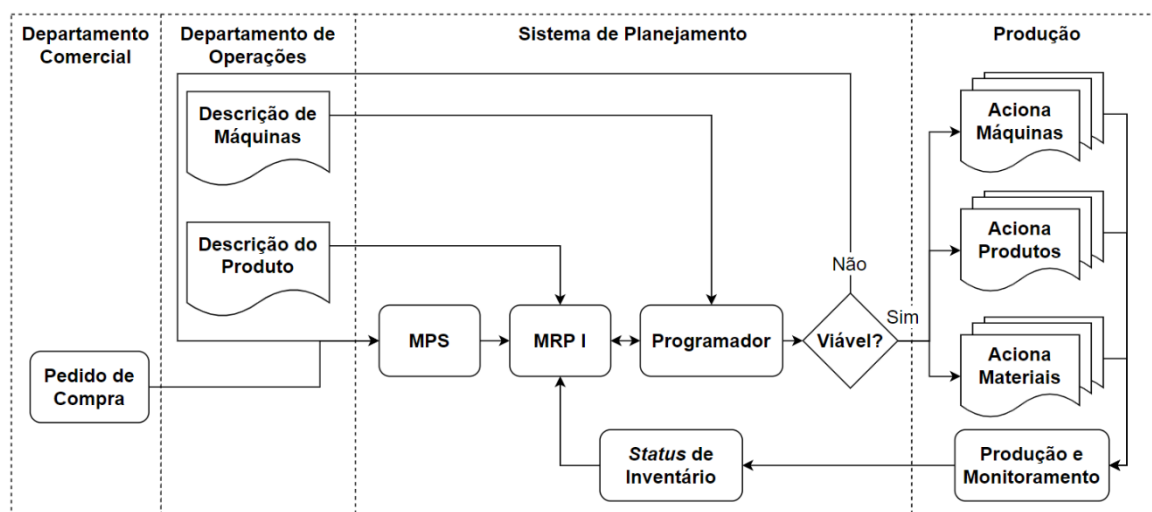 Departamento
Comercial
Departamento de
Operações
Sistema de Planejamento
Produção
Descrição de
Máquinas
Aciona
Máquinas
Descrição do
Produto
Aciona
Produtos
Não
Sim
MPS
MRP I
Programador
Viável?
Aciona
Materiais
Pedido de
Compra
Status de
Inventário
Produção e
Monitoramento